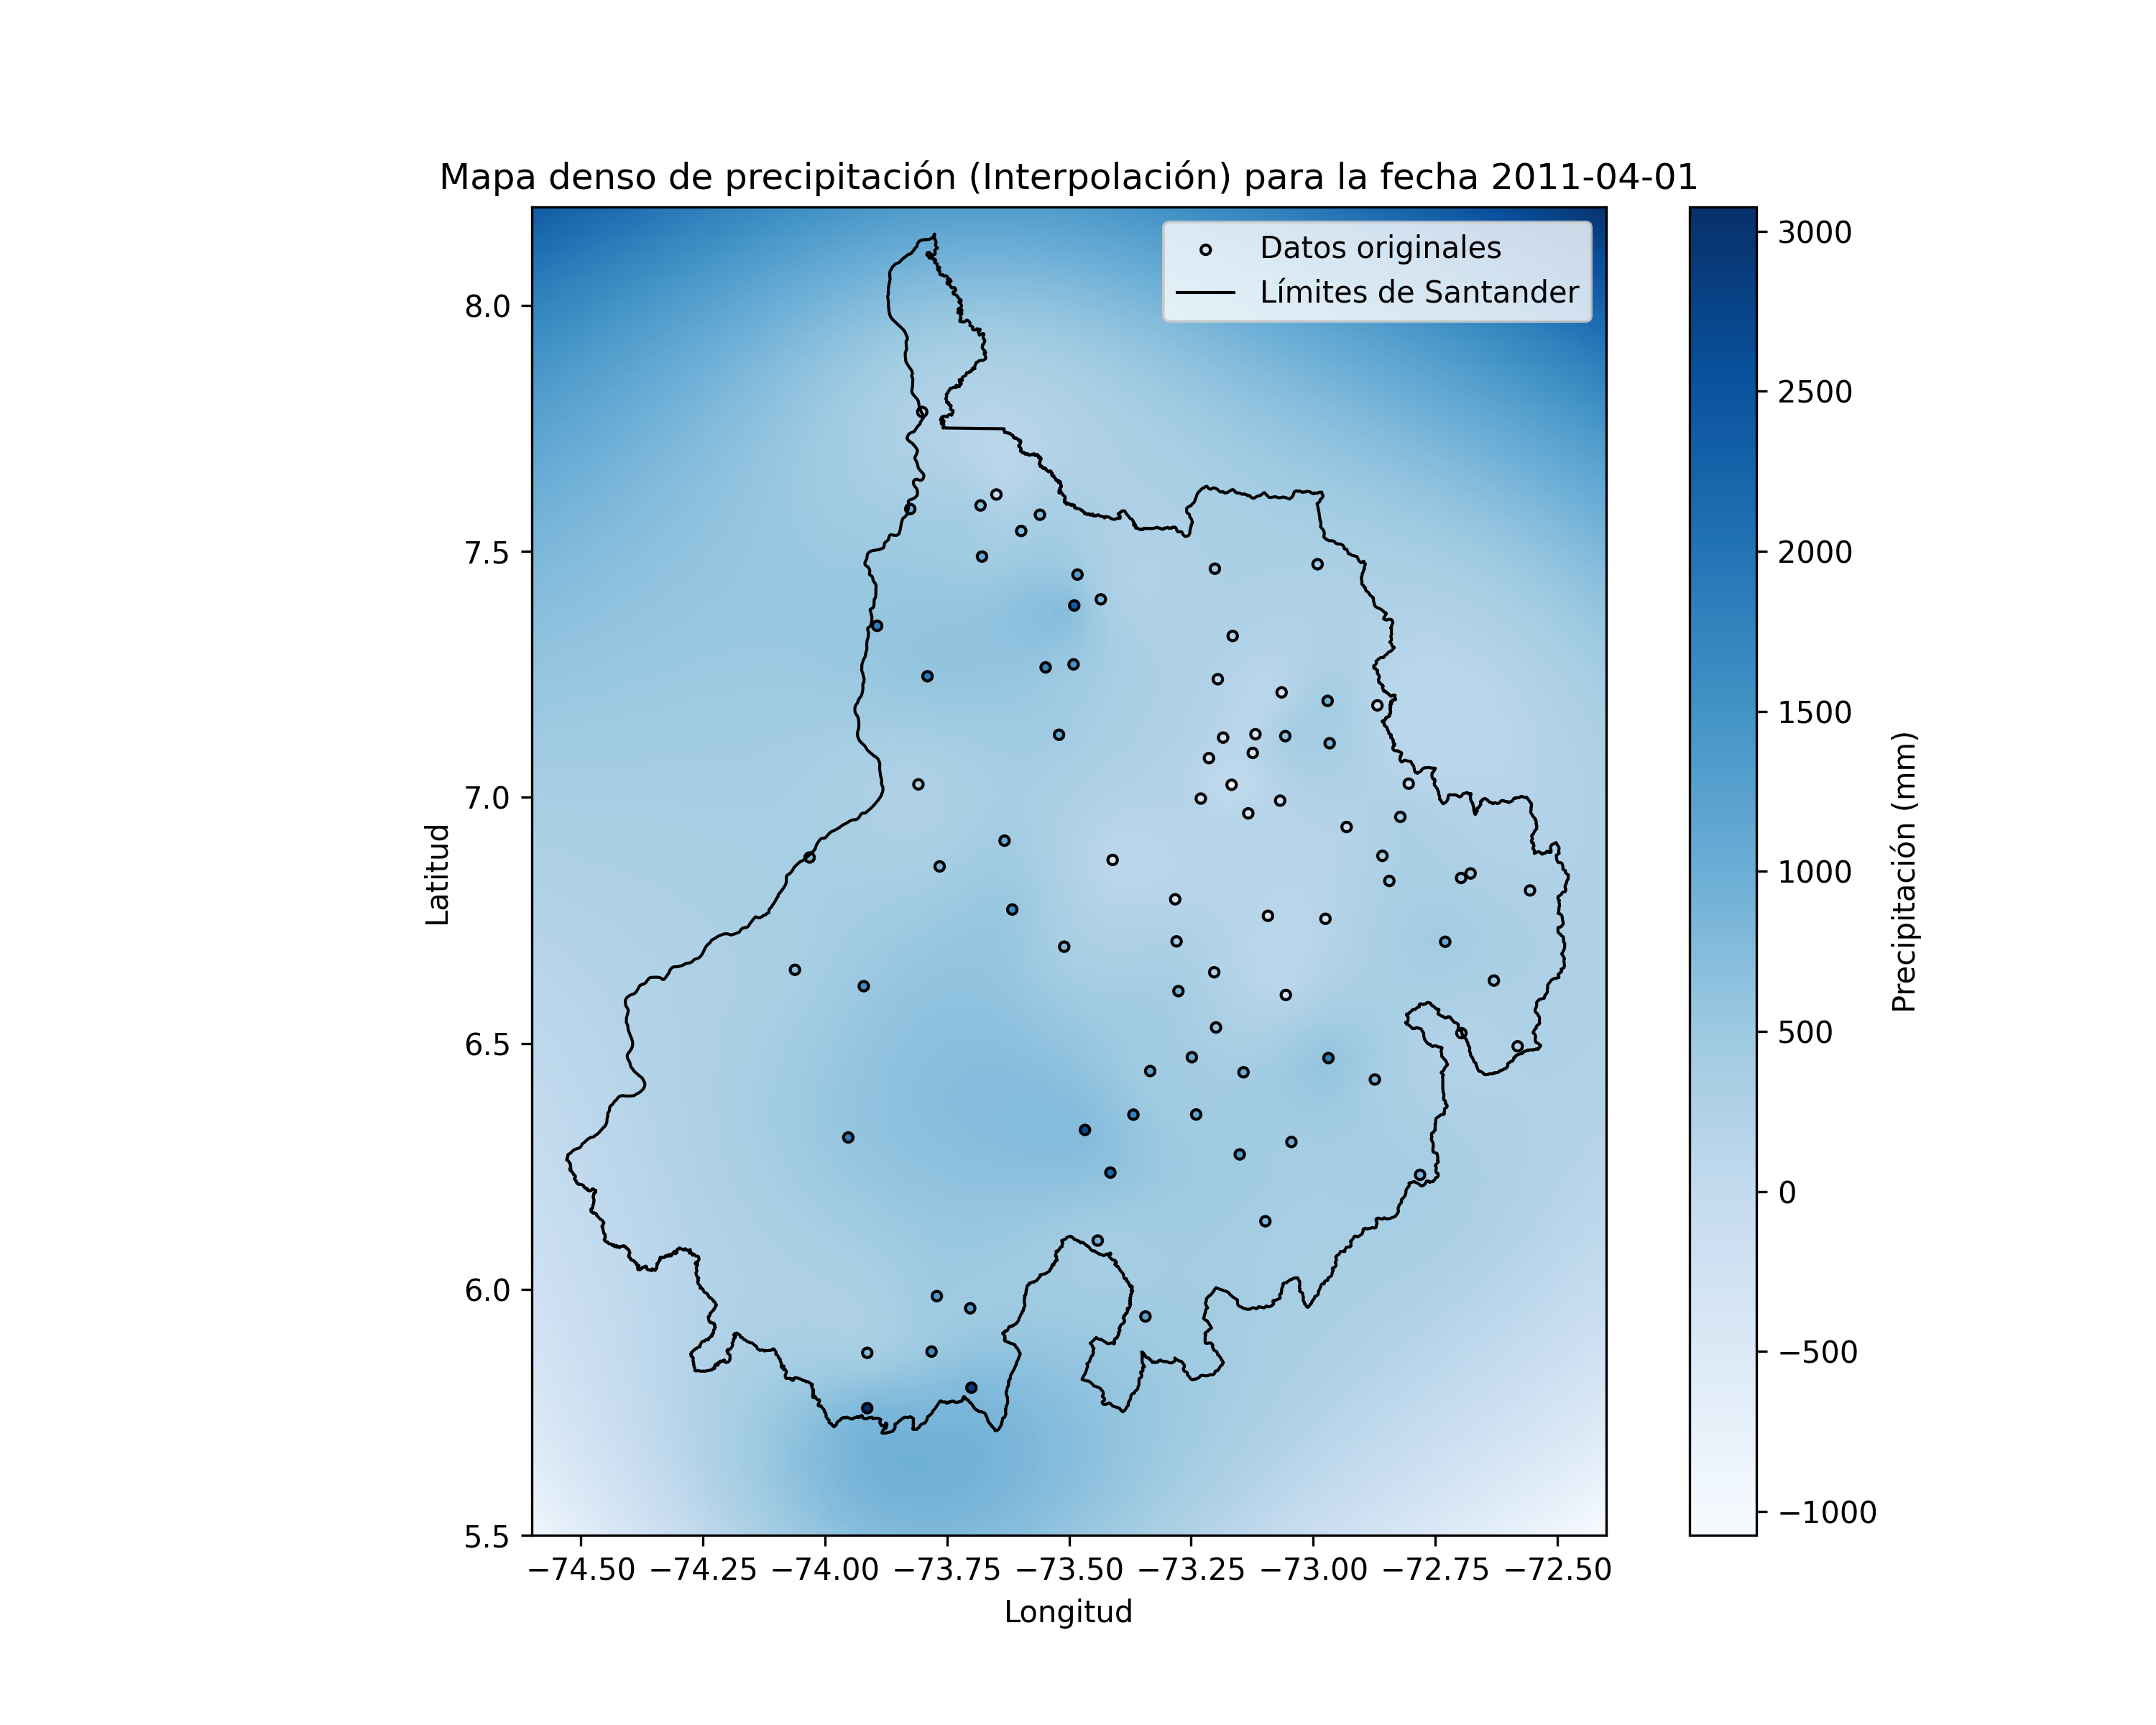 Mapa denso de precipitación (Interpolación) para la fecha 2011-04-01
Datos originales
Límites de Santander
8.0
7.5
7.0
6.5
6.0
5.5
Latitud
−74.50 −74.25 −74.00 −73.75 −73.50 −73.25 −73.00 −72.75 −72.50
Longitud
3000
2500
2000
1500
1000
500
0
−500
−1000
Precipitación (mm)